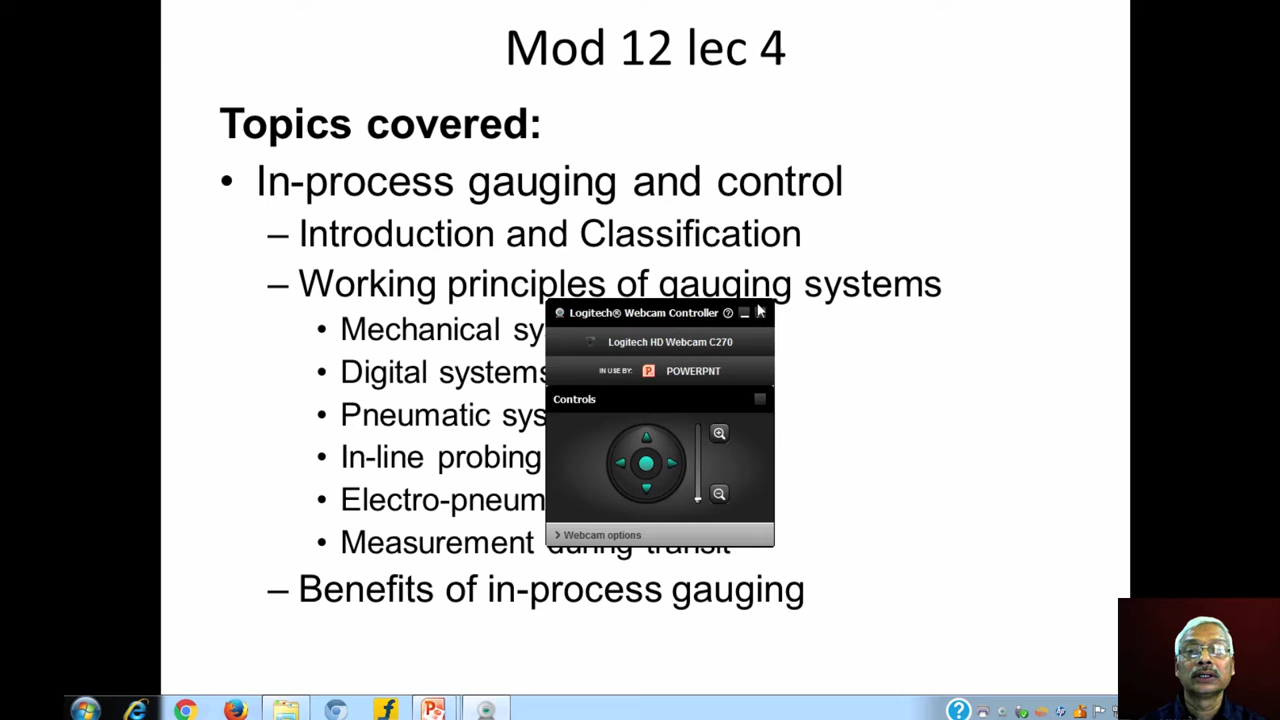 Mod 12 lec 4
Topics covered:
• In-process gauging and control
– Introduction and Classification
– Working principles of gauging systems
Logitech® Webcam Controller
• Mechanical sy
Logitech HD Webcam C270
• Digital systems
IN USE BY: POWERPNT
Controls
• Pneumatic sys
• In-line probing
• Electro-pneum
Webcam options
• Measurement during transit
– Benefits of in-process gauging